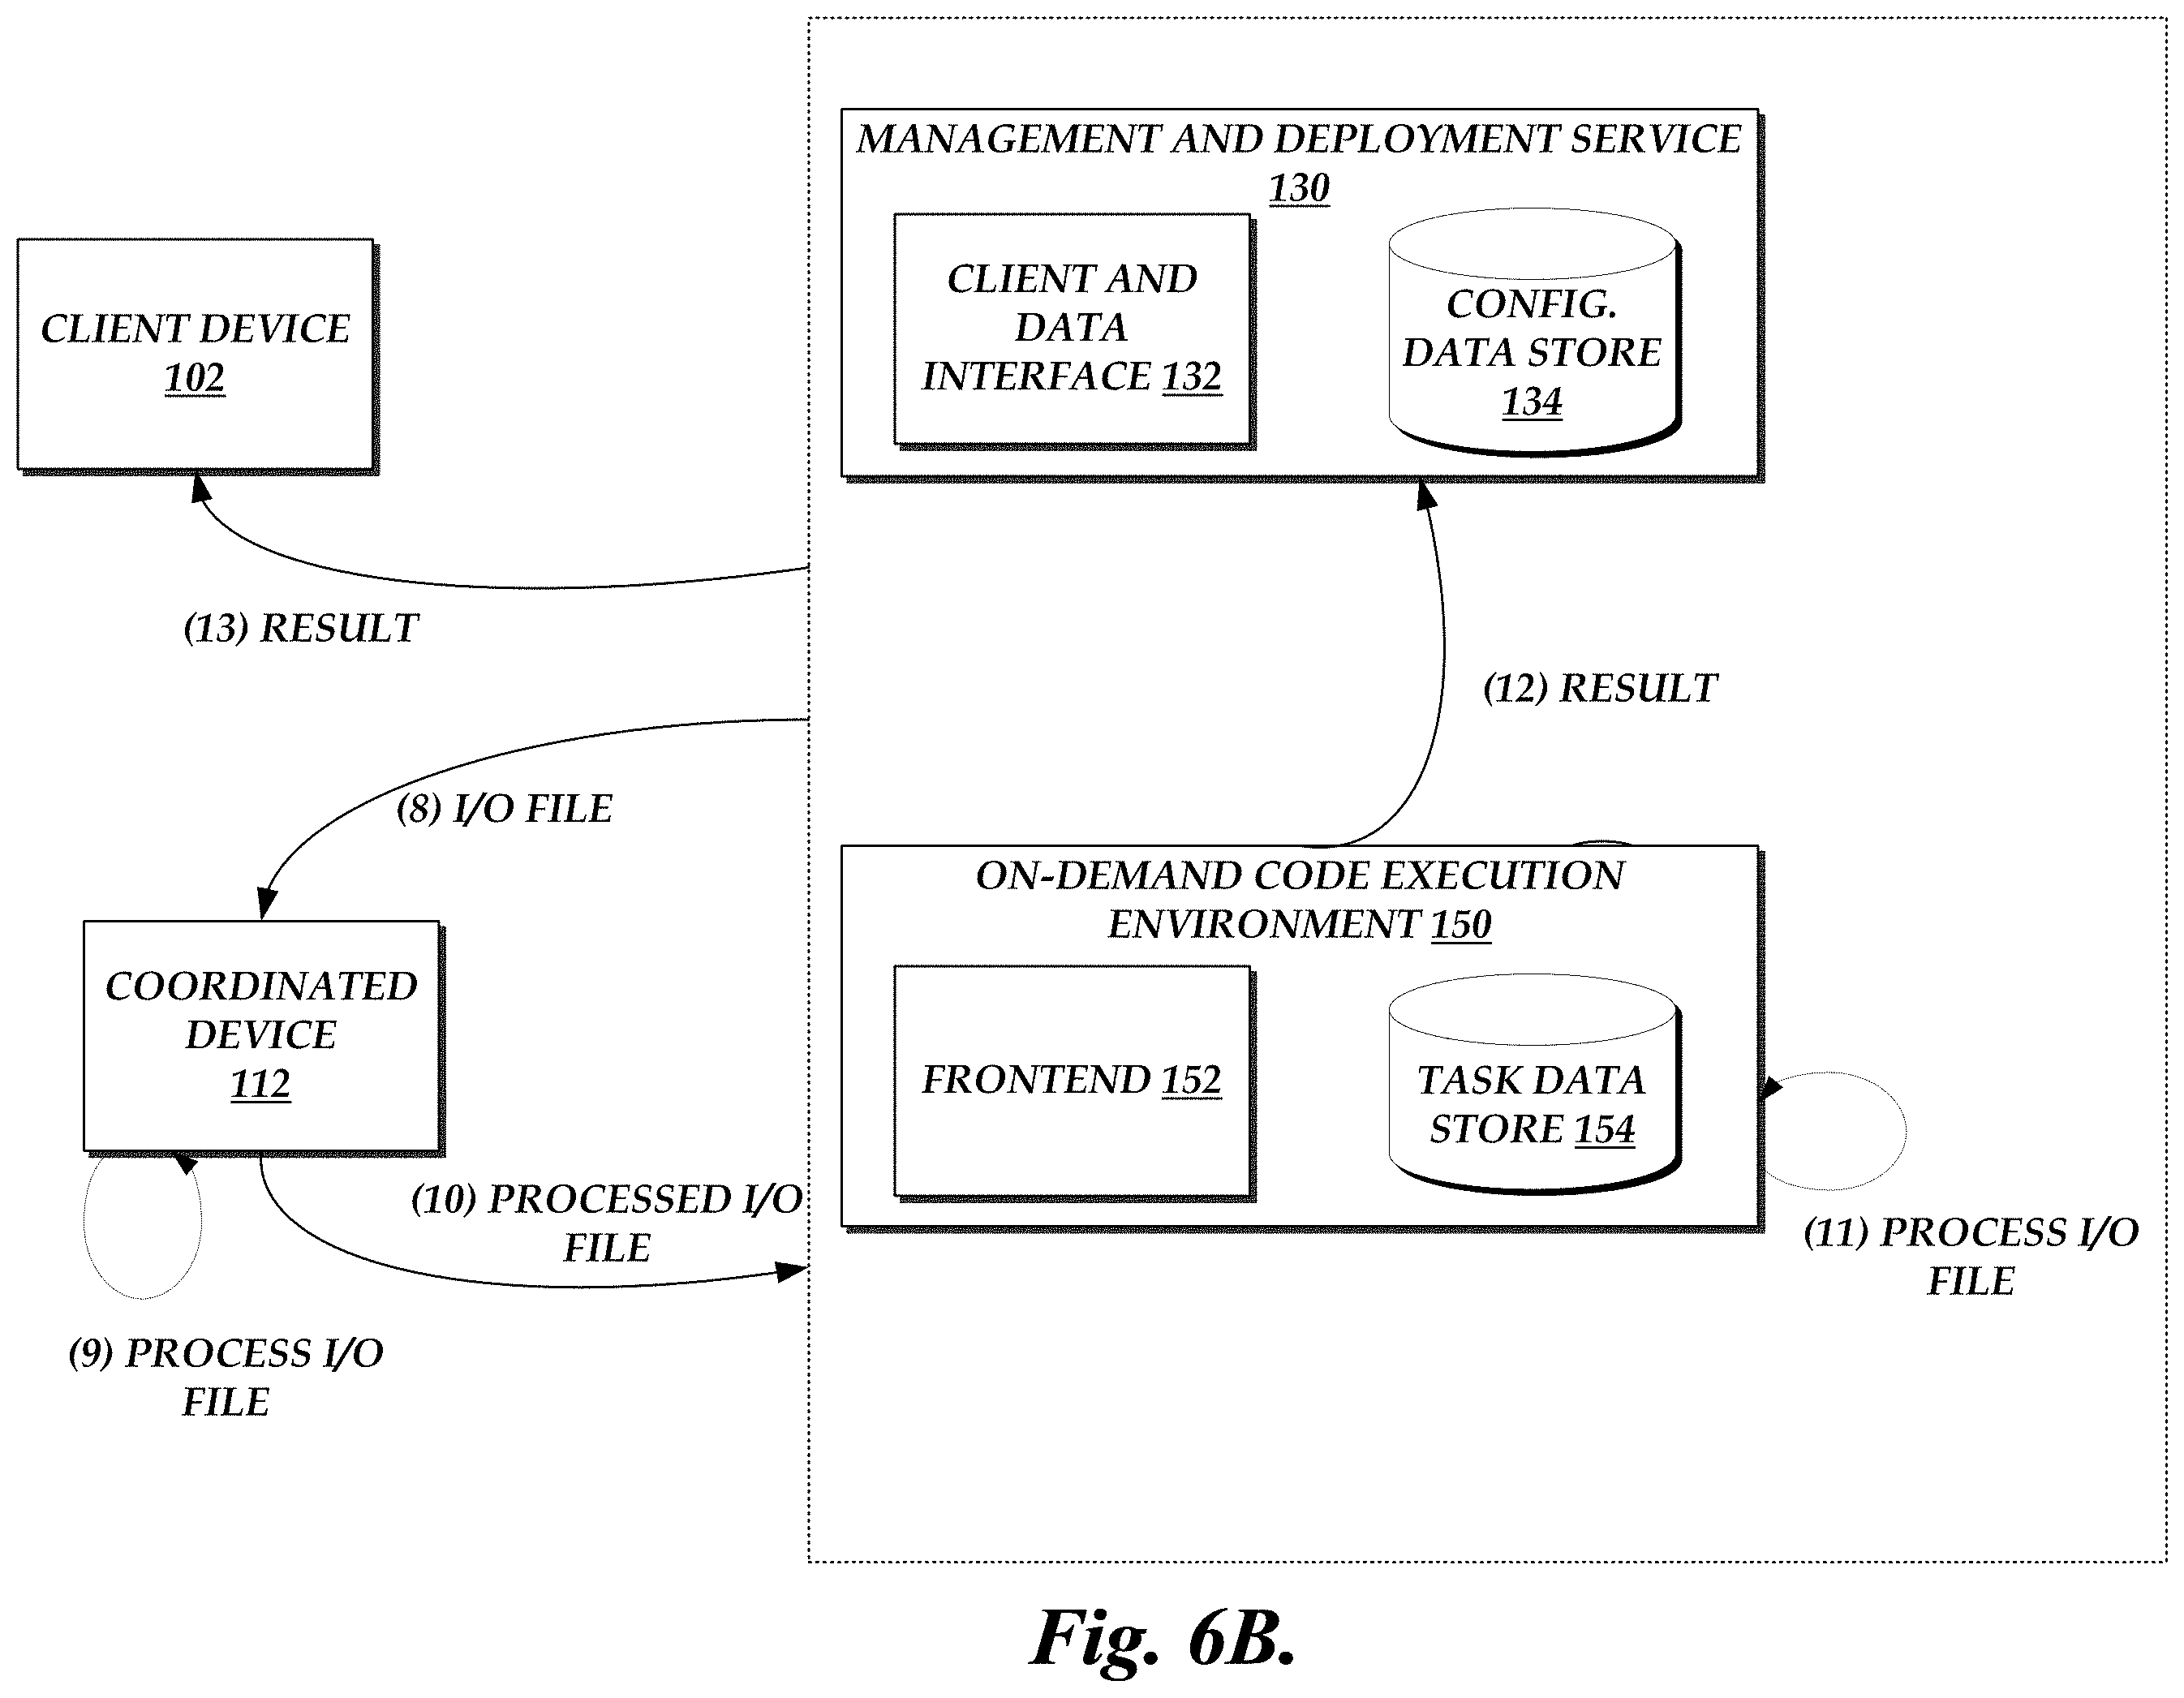 MANAGEMENT AND DEPLOYMENT SERVICE
130
CLIENT AND
DATA
INTERFACE 132
CONFIG.
DATA STORE
134
CLIENT DEVICE
102
(13) RESULT
(12) RESULT
(8) I/O FILE
ON-DEMAND CODE EXECUTION
ENVIRONMENT 150
COORDINATED
DEVICE
112
FRONTEND 152
TASK DATA
STORE 154
(10) PROCESSED I/O
FILE
(11) PROCESS I/O
FILE
(9) PROCESS I/O
FILE
Fig. 6B.